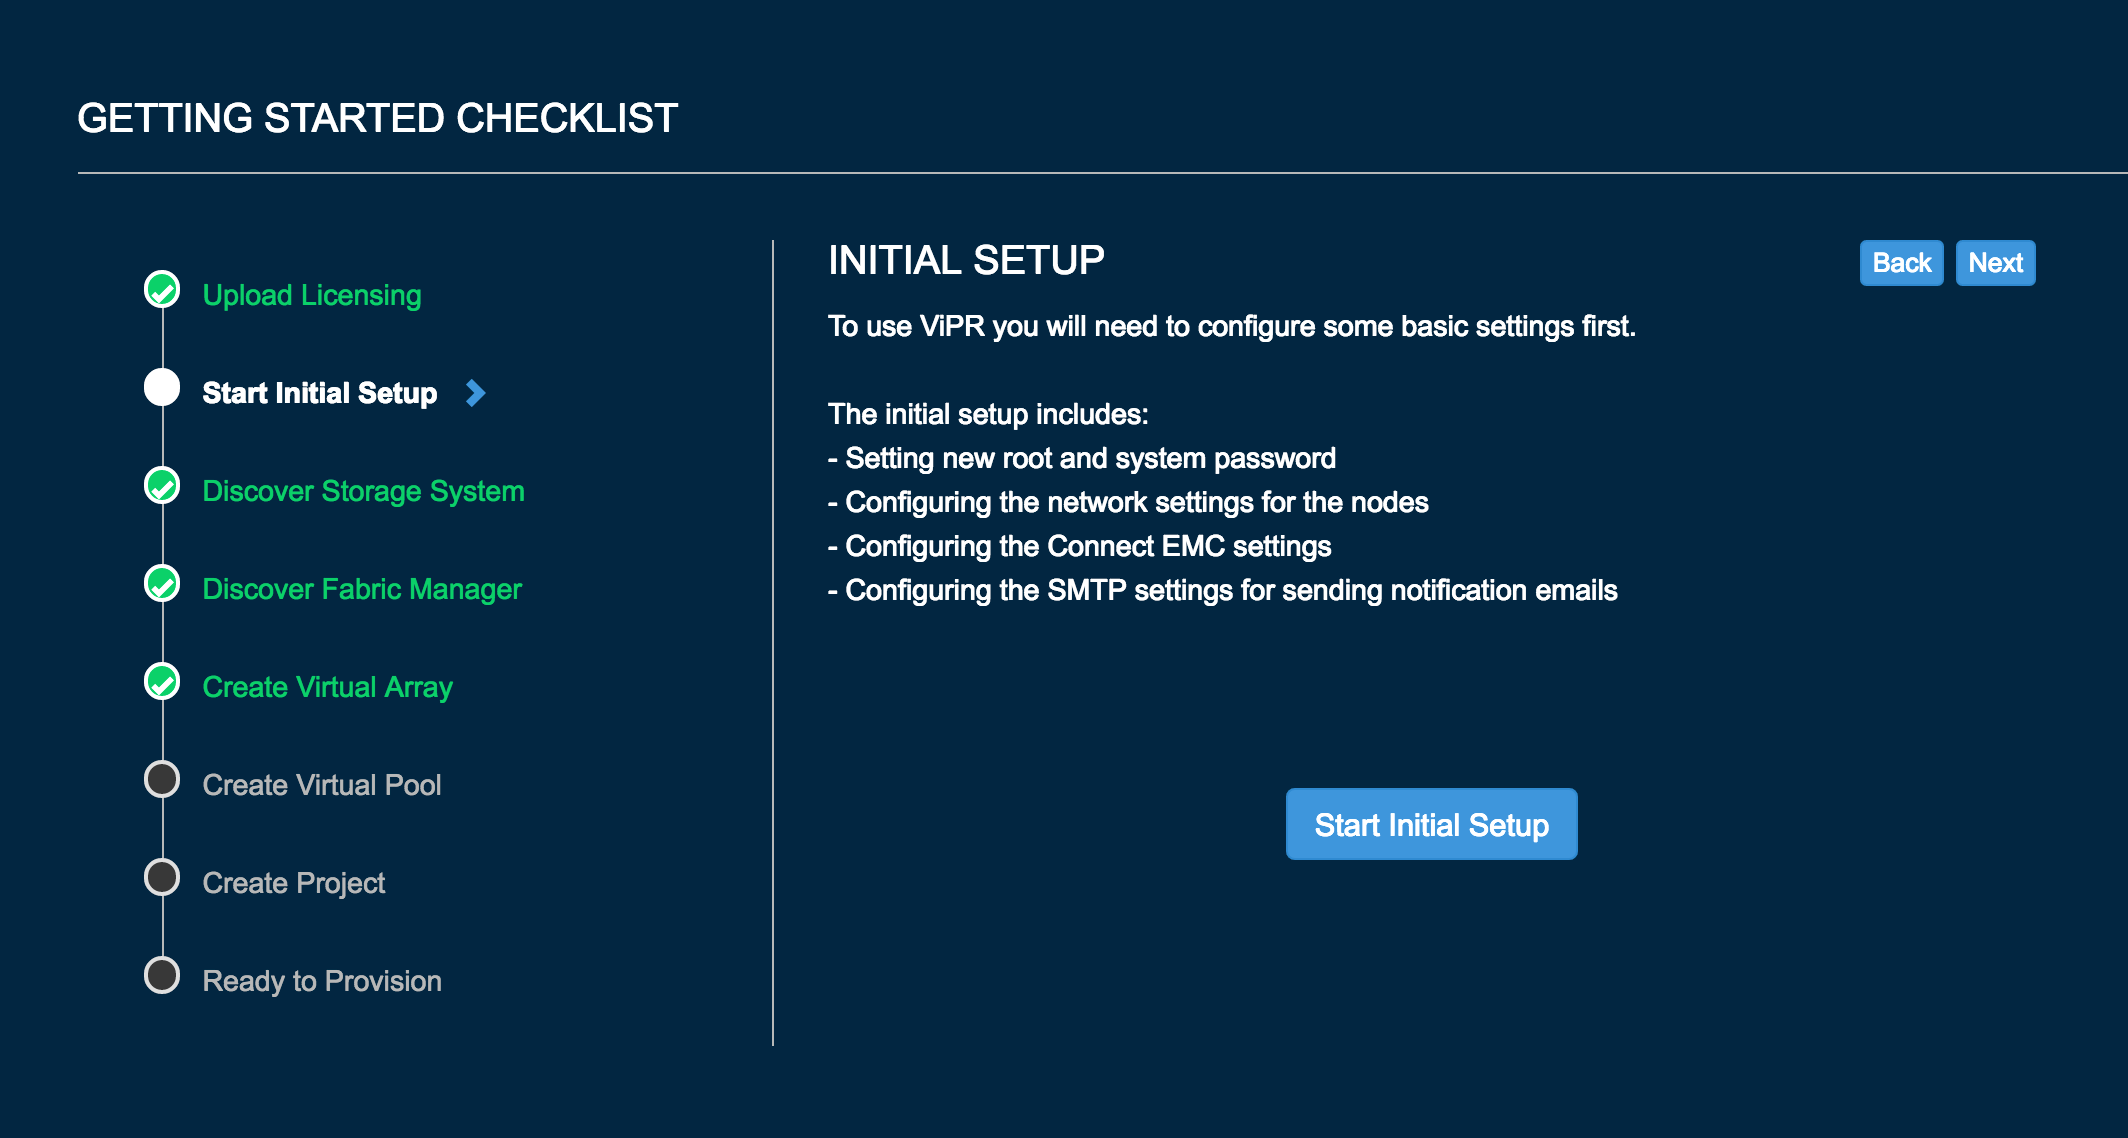 GETTING STARTED CHECKLIST
Upload Licensing
Start Initial Setup
Discover Storage System
Discover Fabric Manager
Create Virtual Array
Create Virtual Pool
Create Project
Ready to Provision
INITIAL SETUP
Back
Next
To use ViPR you will need to configure some basic settings first.
The initial setup includes:
- Setting new root and system password
- Configuring the network settings for the nodes
- Configuring the Connect EMC settings
- Configuring the SMTP settings for sending notification emails
Start Initial Setup